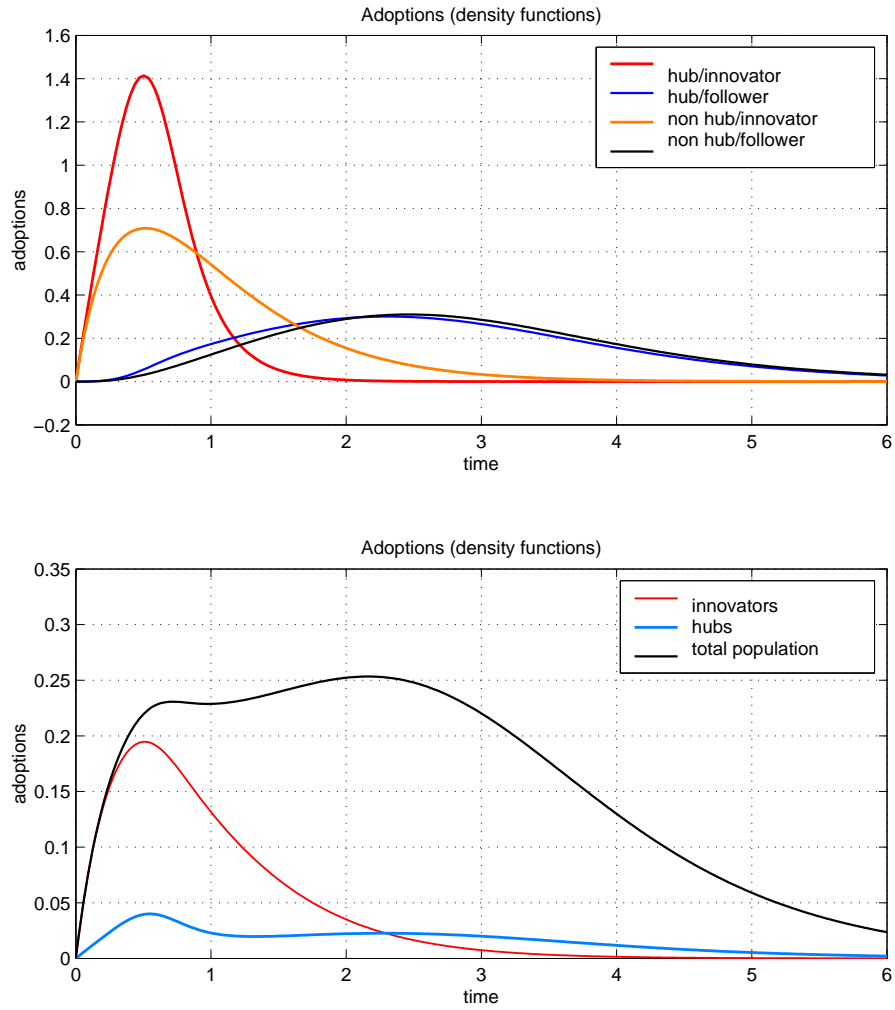 Adoptions (density functions)
1.6
1.4
1.2
1
0.8
0.6
0.4
0.2
0
−0.2
adoptions
hub/innovator
hub/follower
non hub/innovator
non hub/follower
0 1 2 3 4 5 6
time
Adoptions (density functions)
0.35
0.3
0.25
0.2
0.15
0.1
0.05
0
adoptions
innovators
hubs
total population
0 1 2 3 4 5 6
time